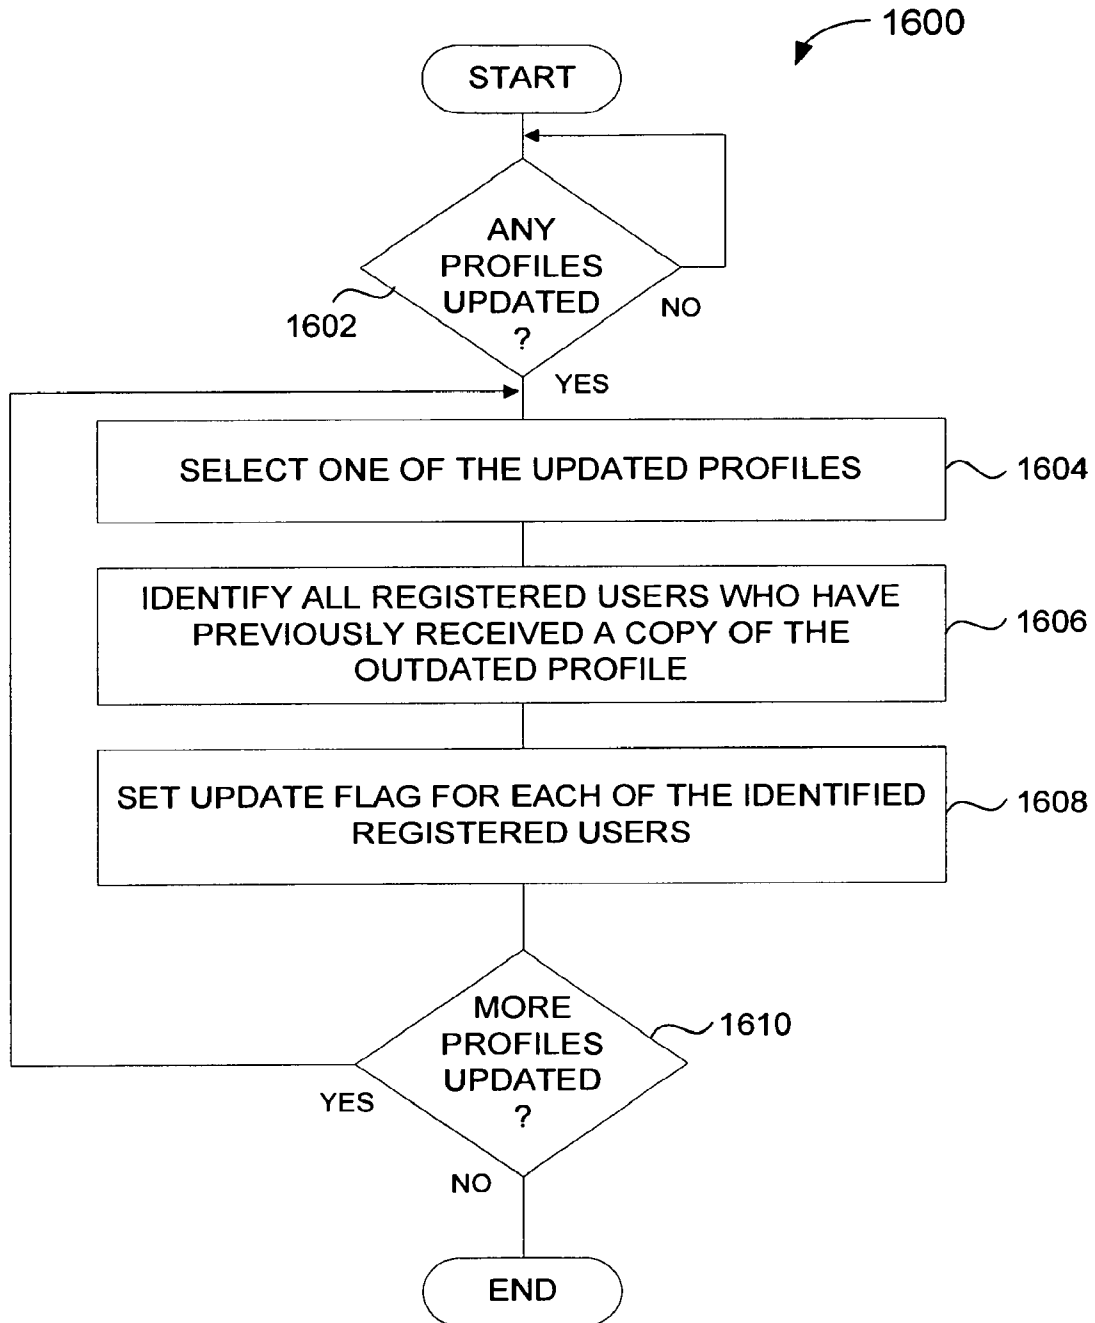 1600
START
ANY
PROFILES
UPDATED
?
1602
NO
YES
SELECT ONE OF THE UPDATED PROFILES
1604
IDENTIFY ALL REGISTERED USERS WHO HAVE
PREVIOUSLY RECEIVED A COPY OF THE
OUTDATED PROFILE
1606
SET UPDATE FLAG FOR EACH OF THE IDENTIFIED
REGISTERED USERS
1608
MORE
PROFILES
UPDATED
?
1610
YES
NO
END